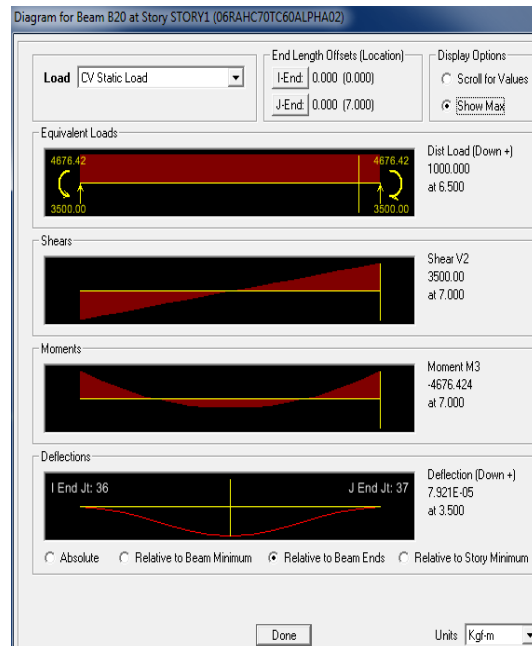 Diagram for Beam B20 at Story STORY1 (06RAHC70TC60ALPHA02)
Load CV Static Load
End Length Offsets (Location)
I-End: 0.000 (0.000)
J-End: 0.000 (7.000)
Display Options
Scroll for Values
Show Max
Equivalent Loads
4676.42 4676.42
3500.00 3500.00
Dist Load (Down +)
1000.000
at 6.500
Shears
Shear V2
3500.00
at 7.000
Moments
Moment M3
-4676.424
at 7.000
Deflections
I End Jt: 36 J End Jt: 37
Deflection (Down +)
7.921E-05
at 3.500
Absolute Relative to Beam Minimum Relative to Beam Ends Relative to Story Minimum
Done Units Kgf-m